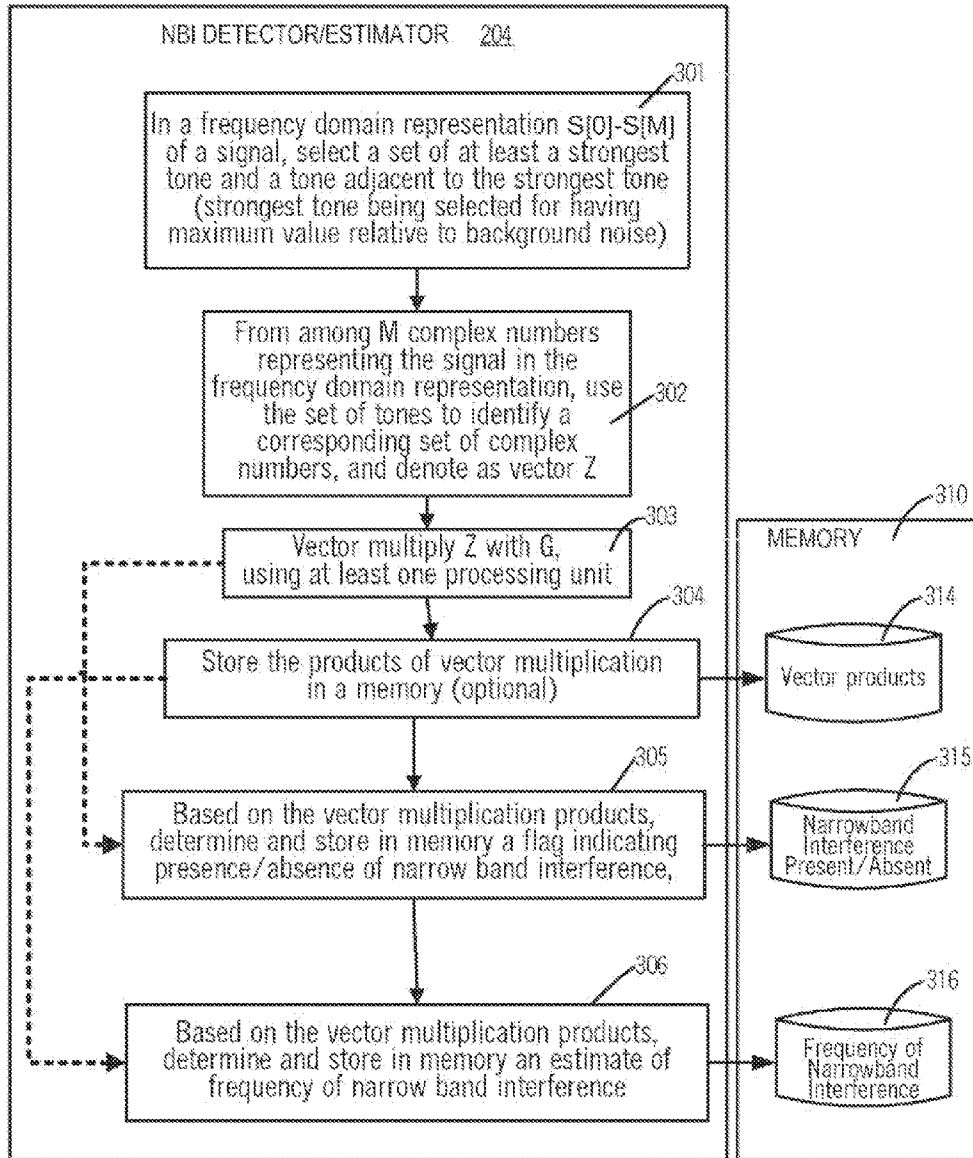 NBI DETECTOR/ESTIMATOR 204
301
In a frequency domain representation S[0]-S[M]
of a signal, select a set of at least a strongest
tone and a tone adjacent to the strongest tone
(strongest tone being selected for having
maximum value relative to background noise)
From among M complex numbers
representing the signal in the
frequency domain representation, use
the set of tones to identify a
corresponding set of complex
numbers, and denote as vector Z
302
303
Vector multiply Z with G,
using at least one processing unit
304
Store the products of vector multiplication
in a memory (optional)
305
Based on the vector multiplication products,
determine and store in memory a flag indicating
presence/absence of narrow band interference,
306
Based on the vector multiplication products,
determine and store in memory an estimate of
frequency of narrow band interference
310
MEMORY
314
Vector products
315
Narrowband
Interference
Present/Absent
316
Frequency of
Narrowband
Interference